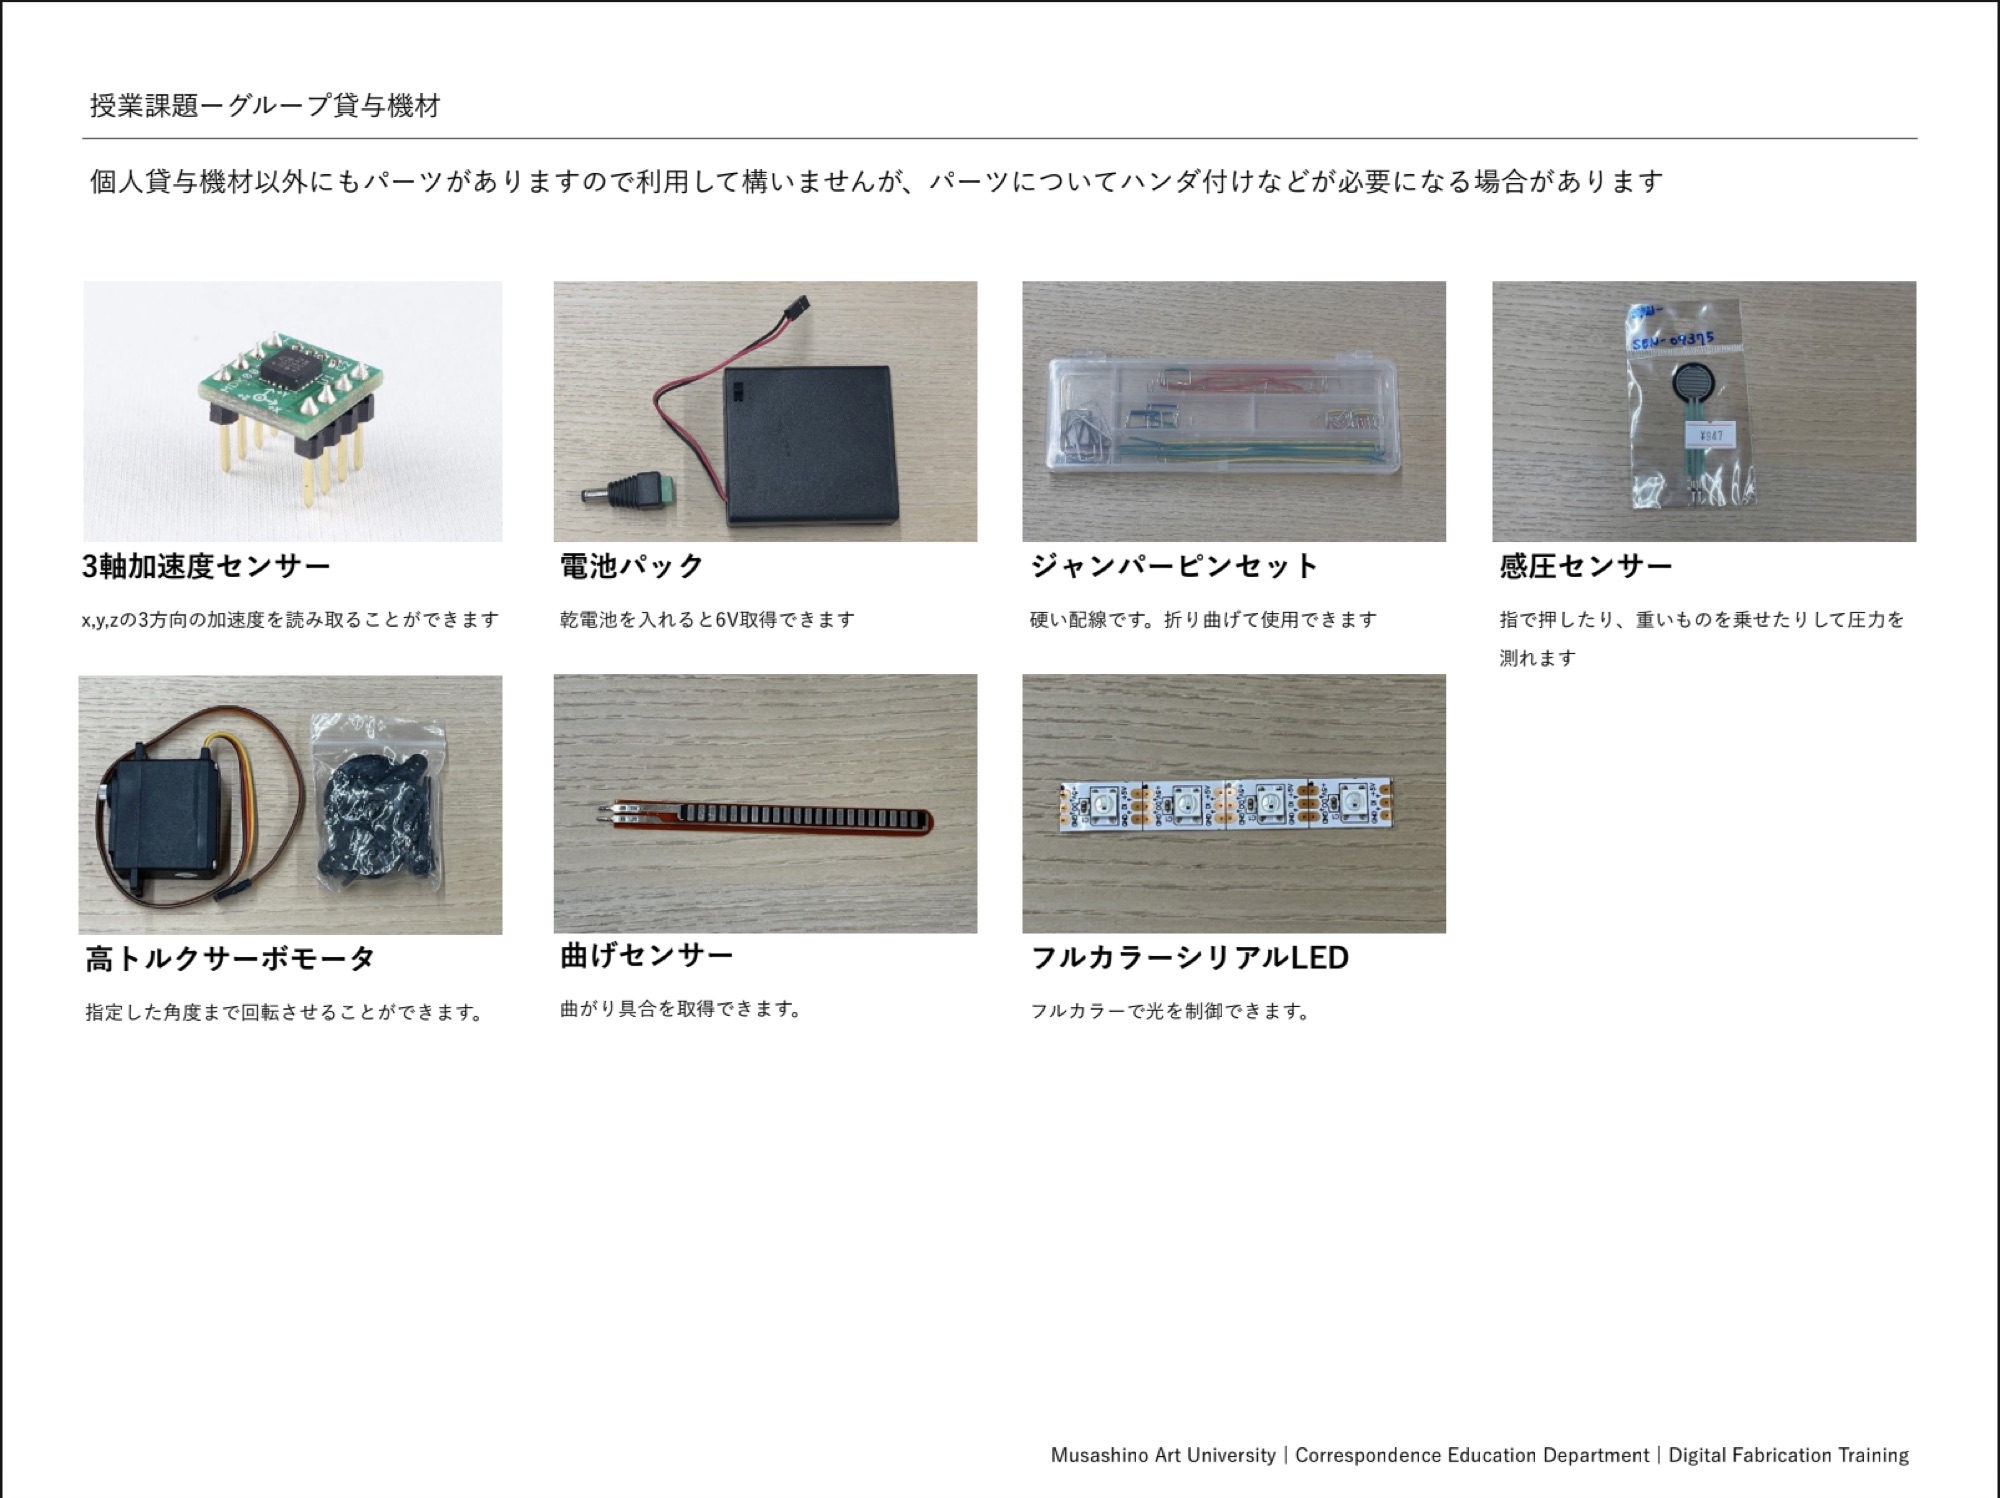 授業課題ーグループ貸与機材
個人貸与機材以外にもパーツがありますので利用して構いませんが、パーツについてハンダ付けなどが必要になる場合があります
SEN-09375
¥847
3軸加速度センサー
x,y,zの3方向の加速度を読み取ることができます
電池パック
乾電池を入れると6V取得できます
ジャンパーピンセット
硬い配線です。折り曲げて使用できます
感圧センサー
指で押したり、重いものを乗せたりして圧力を
測れます
高トルクサーボモータ
指定した角度まで回転させることができます。
曲げセンサー
曲がり具合を取得できます。
フルカラーシリアルLED
フルカラーで光を制御できます。
Musashino Art University | Correspondence Education Department | Digital Fabrication Training